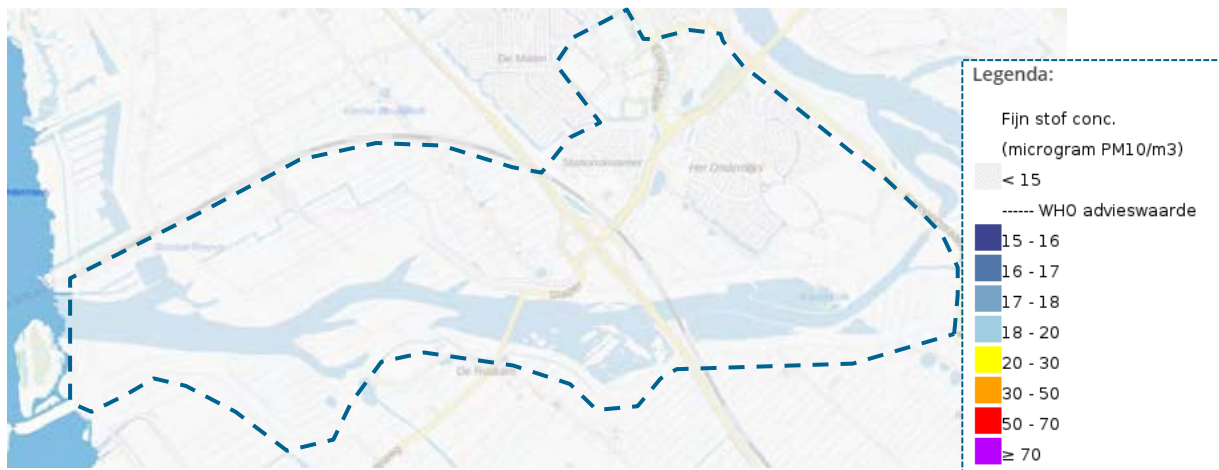 De Maten
Stationskwartier
Het Onderdijks
Legenda:
Fijn stof conc.
(microgram PM10/m3)
< 15
------ WHO advieswaarde
15 - 16
16 - 17
17 - 18
18 - 20
20 - 30
30 - 50
50 - 70
≥ 70